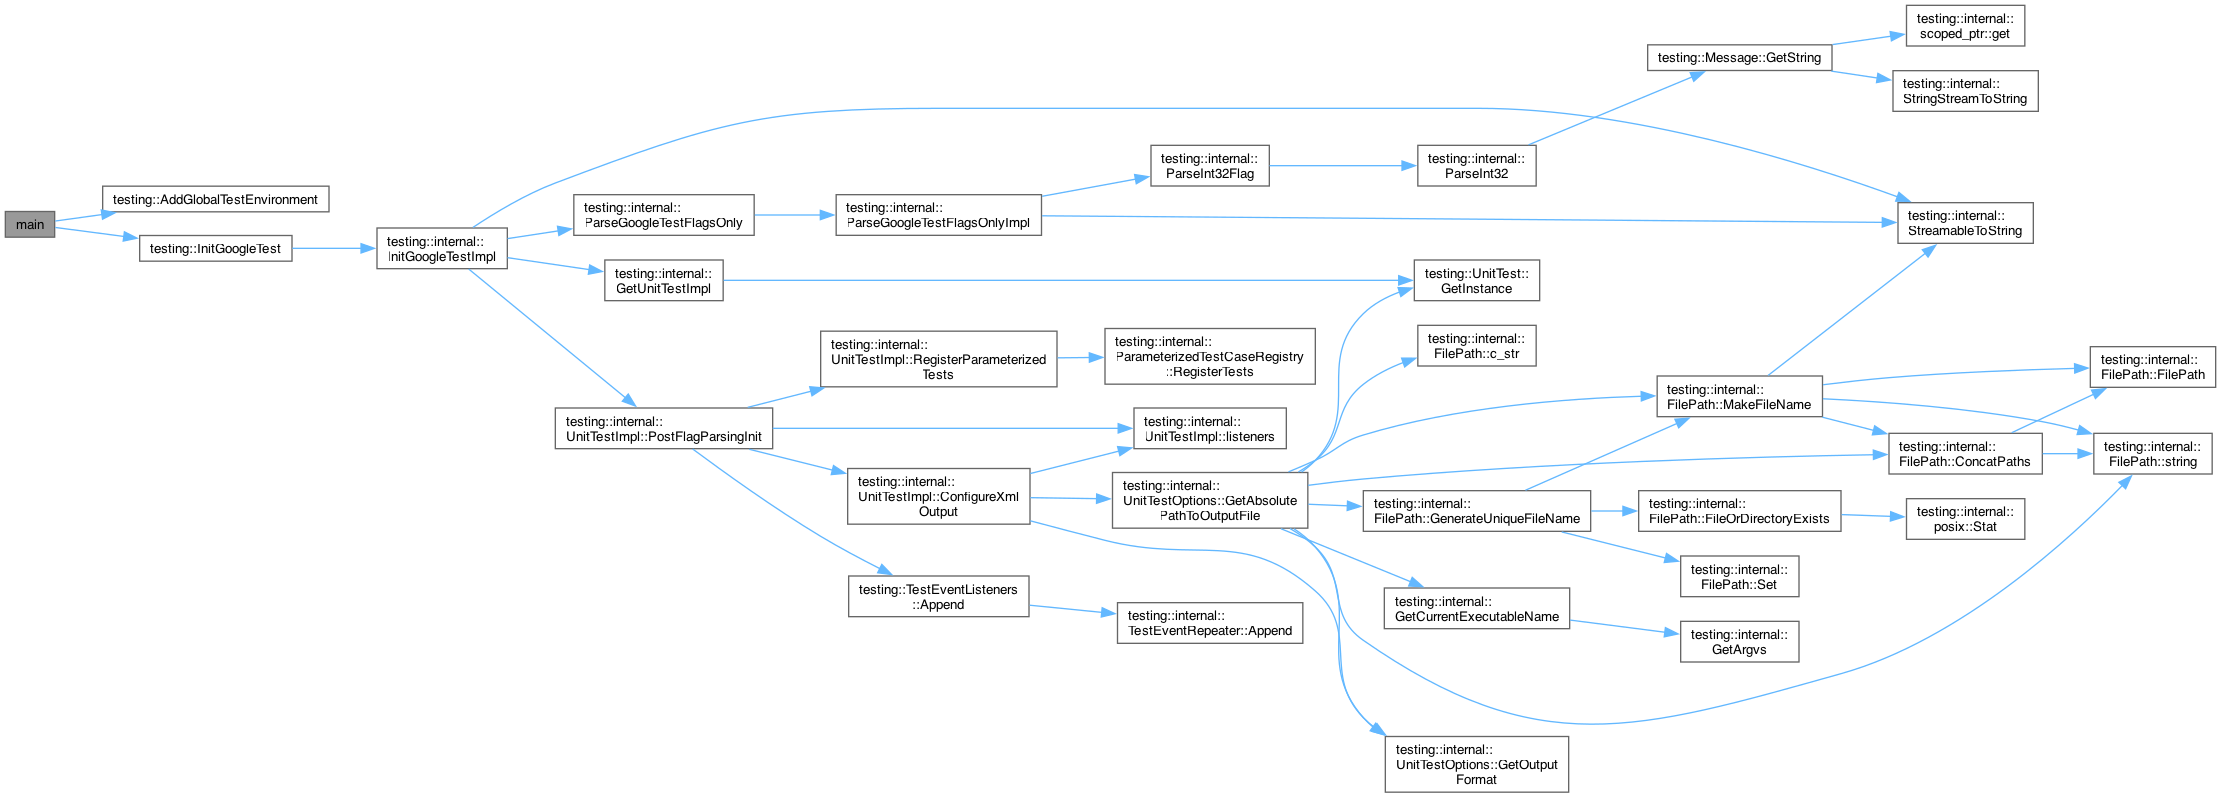 main
testing::AddGlobalTestEnvironment
testing::InitGoogleTest
testing::internal::
InitGoogleTestImpl
testing::internal::
ParseGoogleTestFlagsOnly
testing::internal::
GetUnitTestImpl
testing::internal::
UnitTestImpl::PostFlagParsingInit
testing::internal::
ParseGoogleTestFlagsOnlyImpl
testing::internal::
UnitTestImpl::RegisterParameterized
Tests
testing::internal::
UnitTestImpl::ConfigureXml
Output
testing::TestEventListeners
::Append
testing::internal::
ParseInt32Flag
testing::internal::
ParameterizedTestCaseRegistry
::RegisterTests
testing::internal::
UnitTestImpl::listeners
testing::internal::
UnitTestOptions::GetAbsolute
PathToOutputFile
testing::internal::
TestEventRepeater::Append
testing::internal::
ParseInt32
testing::UnitTest::
GetInstance
testing::internal::
FilePath::c_str
testing::internal::
FilePath::GenerateUniqueFileName
testing::internal::
GetCurrentExecutableName
testing::internal::
UnitTestOptions::GetOutput
Format
testing::Message::GetString
testing::internal::
FilePath::MakeFileName
testing::internal::
FilePath::FileOrDirectoryExists
testing::internal::
FilePath::Set
testing::internal::
GetArgvs
testing::internal::
scoped_ptr::get
testing::internal::
StringStreamToString
testing::internal::
StreamableToString
testing::internal::
FilePath::ConcatPaths
testing::internal::
posix::Stat
testing::internal::
FilePath::FilePath
testing::internal::
FilePath::string